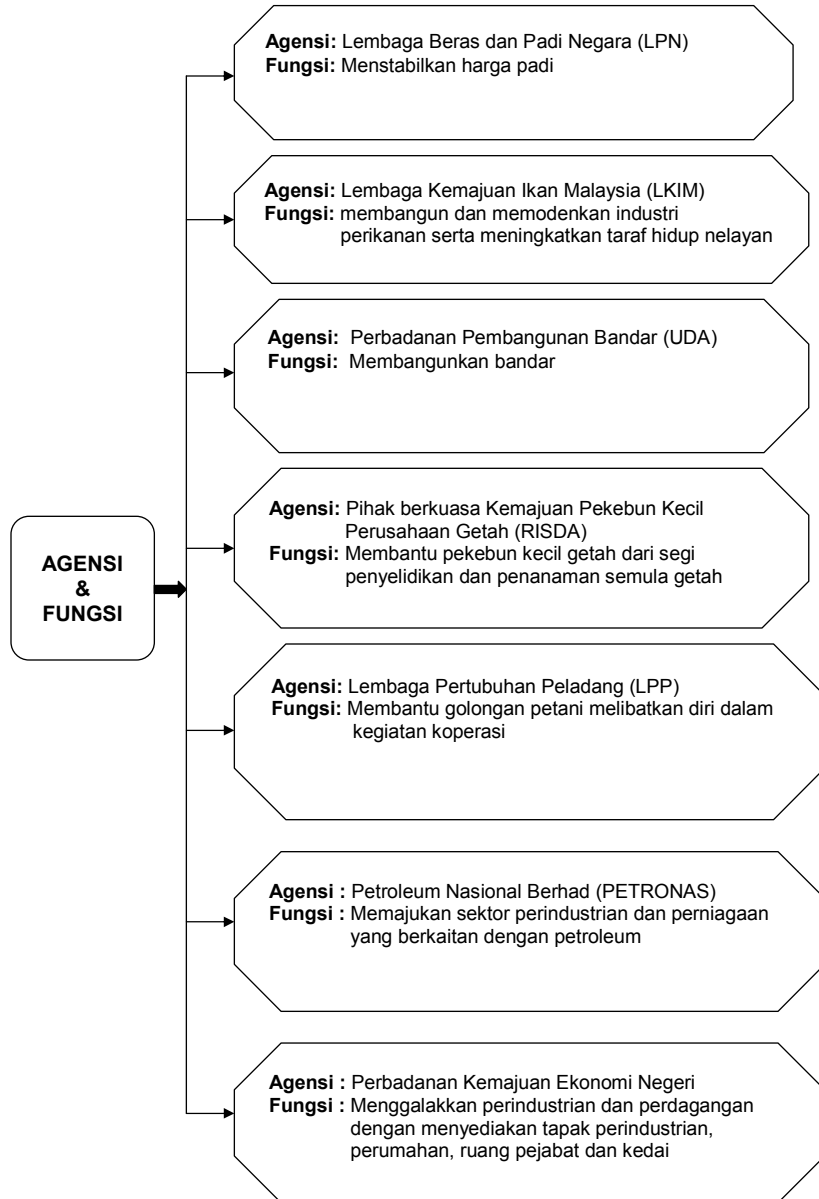 Agensi: Lembaga Beras dan Padi Negara (LPN)
Fungsi: Menstabilkan harga padi
Agensi: Lembaga Kemajuan Ikan Malaysia (LKIM)
Fungsi: membangun dan memodenkan industri
perikanan serta meningkatkan taraf hidup nelayan
Agensi: Perbadanan Pembangunan Bandar (UDA)
Fungsi: Membangunkan bandar
Agensi: Pihak berkuasa Kemajuan Pekebun Kecil
Perusahaan Getah (RISDA)
Fungsi: Membantu pekebun kecil getah dari segi
penyelidikan dan penanaman semula getah
AGENSI
&
FUNGSI
Agensi: Lembaga Pertubuhan Peladang (LPP)
Fungsi: Membantu golongan petani melibatkan diri dalam
kegiatan koperasi
Agensi : Petroleum Nasional Berhad (PETRONAS)
Fungsi : Memajukan sektor perindustrian dan perniagaan
yang berkaitan dengan petroleum
Agensi : Perbadanan Kemajuan Ekonomi Negeri
Fungsi : Menggalakkan perindustrian dan perdagangan
dengan menyediakan tapak perindustrian,
perumahan, ruang pejabat dan kedai